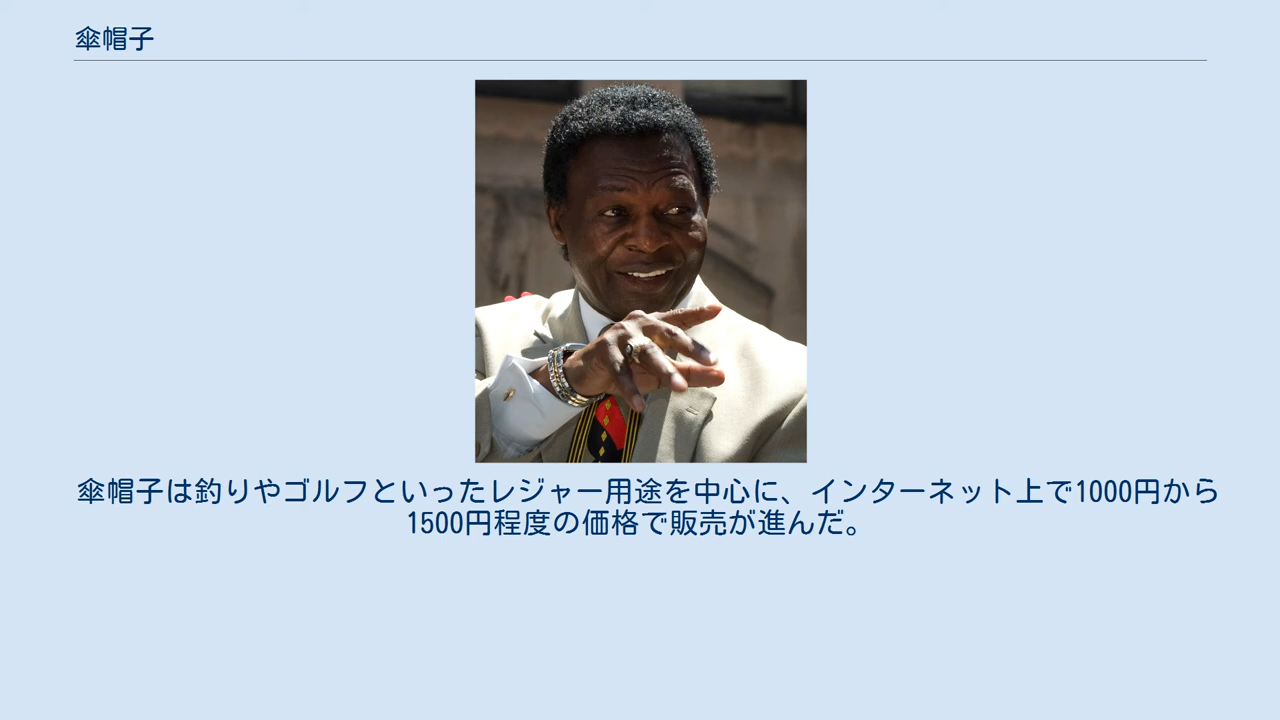 傘帽子
傘帽子は釣りやゴルフといったレジャー用途を中心に、インターネット上で1000円から
1500円程度の価格で販売が進んだ。